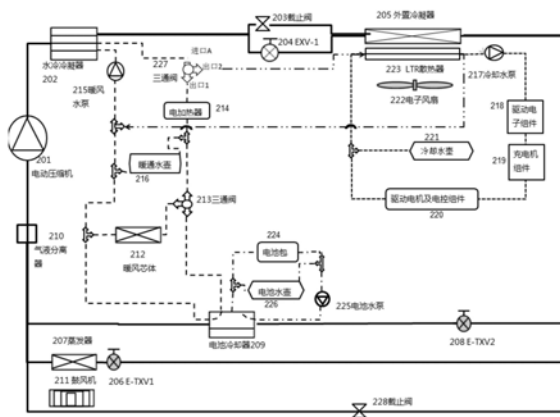 203截止阀
205 外置冷凝器
水冷冷凝器
202
进口A
227
三通阀
出口2
出口1
204 EXV-1
223 LTR散热器
217冷却水泵
215暖风
水泵
222电子风扇
电加热器
214
218
驱动电
子组件
201
电动压缩机
221
冷却水壶
219
充电机
组件
暖通水壶
216
213三通阀
驱动电机及电控组件
220
210
气液分离
器
212
暖风芯体
224
电池包
电池水壶
226
225电池水泵
207蒸发器
电池冷却器209
208 E-TXV2
206 E-TXV1
211 鼓风机
228截止阀